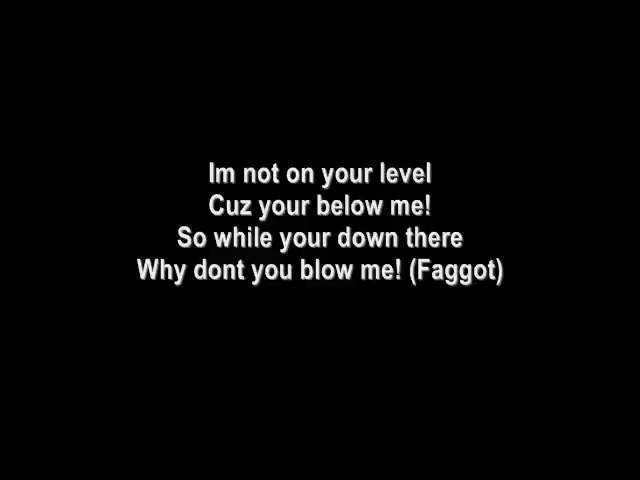 Im not on your level
Cuz your below me!
So while your down there
Why dont you blow me! (Faggot)